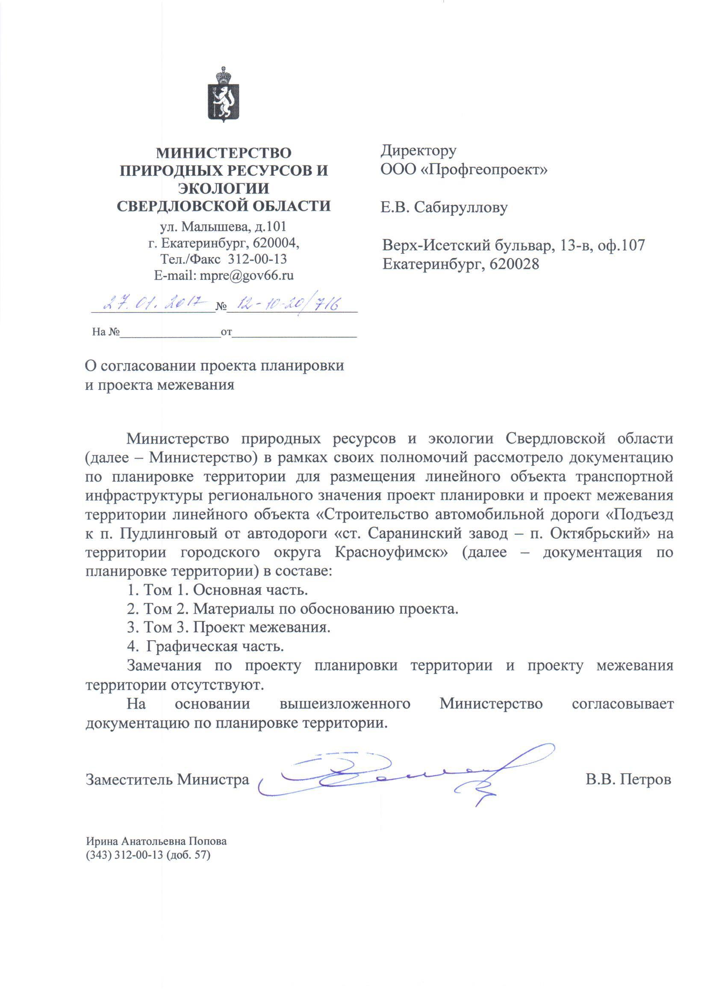 МИНИСТЕРСТВО
ПРИРОДНЫХ РЕСУРСОВ И
ЭКОЛОГИИ
СВЕРДЛОВСКОЙ ОБЛАСТИ
ул. Малышева, д.101
г. Екатеринбург, 620004,
Тел./Факс 312-00-13
E-mail: mpre@gov66.ru
27.01.2017 № 12-10-20/716
На № от
Директору
ООО «Профгеопроект»
Е.В. Сабируллову
Верх-Исетский бульвар, 13-в, оф.107
Екатеринбург, 620028
О согласовании проекта планировки
и проекта межевания
Министерство природных ресурсов и экологии Свердловской области
(далее – Министерство) в рамках своих полномочий рассмотрело документацию
по планировке территории для размещения линейного объекта транспортной
инфраструктуры регионального значения проект планировки и проект межевания
территории линейного объекта «Строительство автомобильной дороги «Подъезд
к п. Пудлинговый от автодороги «ст. Саранинский завод – п. Октябрьский» на
территории городского округа Красноуфимск» (далее – документация по
планировке территории) в составе:
1. Том 1. Основная часть.
2. Том 2. Материалы по обоснованию проекта.
3. Том 3. Проект межевания.
4. Графическая часть.
Замечания по проекту планировки территории и проекту межевания
территории отсутствуют.
На основании вышеизложенного Министерство согласовывает
документацию по планировке территории.
Заместитель Министра В.В. Петров
Ирина Анатольевна Попова
(343) 312-00-13 (доб. 57)